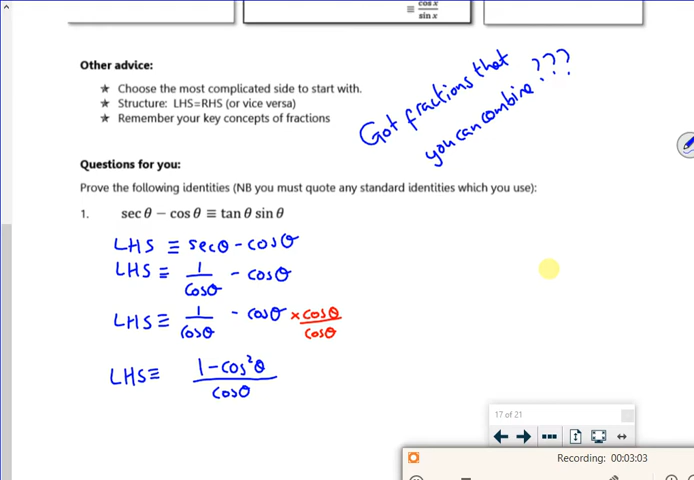 ≡ cos x / sin x
Other advice:
★ Choose the most complicated side to start with.
★ Structure: LHS=RHS (or vice versa)
★ Remember your key concepts of fractions
Got fractions that
you can combine???
Questions for you:
Prove the following identities (NB you must quote any standard identities which you use):
1. sec θ − cos θ ≡ tan θ sin θ
LHS ≡ secθ - cosθ
LHS ≡ 1/cosθ - cosθ
LHS ≡ 1/cosθ - cosθ × cosθ/cosθ
LHS ≡ 1-cos²θ/cosθ
17 of 21
Recording: 00:03:03